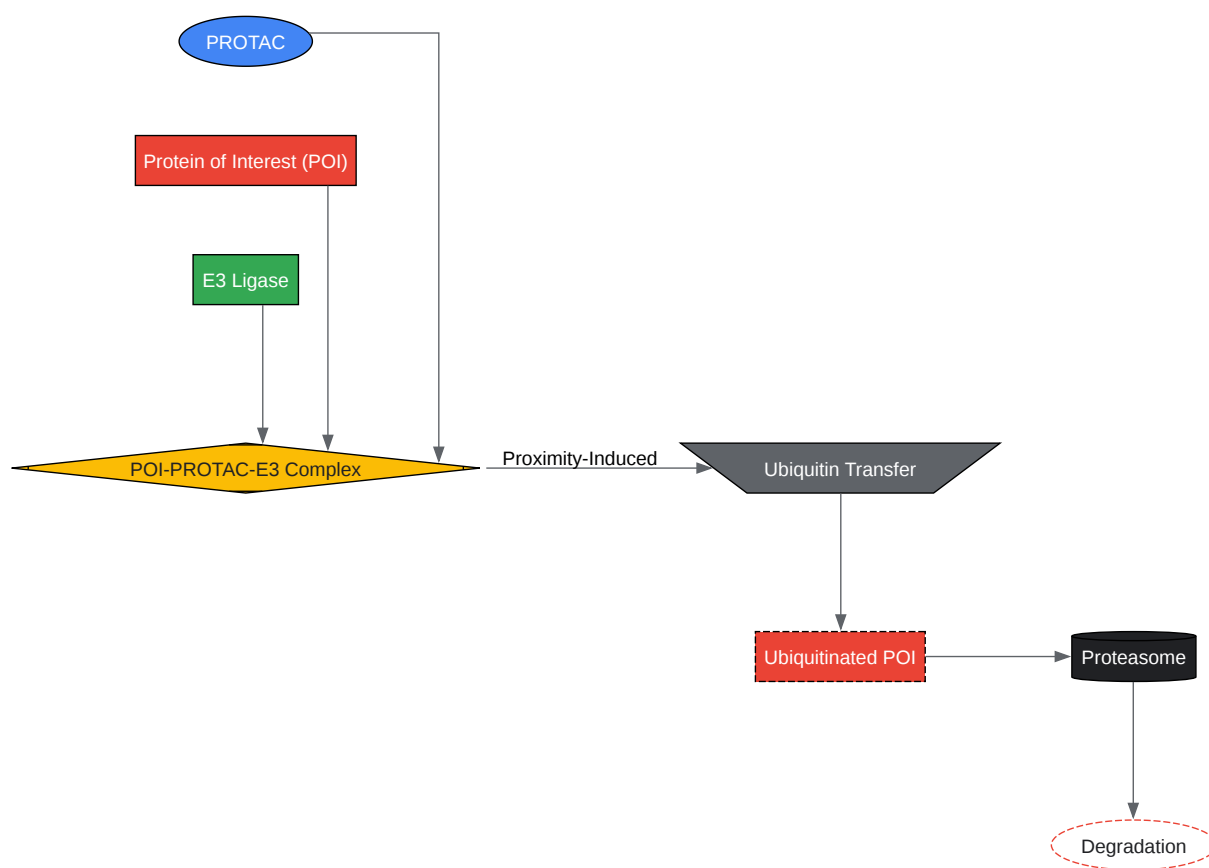 PROTAC
Protein of Interest (POI)
E3 Ligase
POI-PROTAC-E3 Complex
Proximity-Induced
Ubiquitin Transfer
Ubiquitinated POI
Proteasome
Degradation